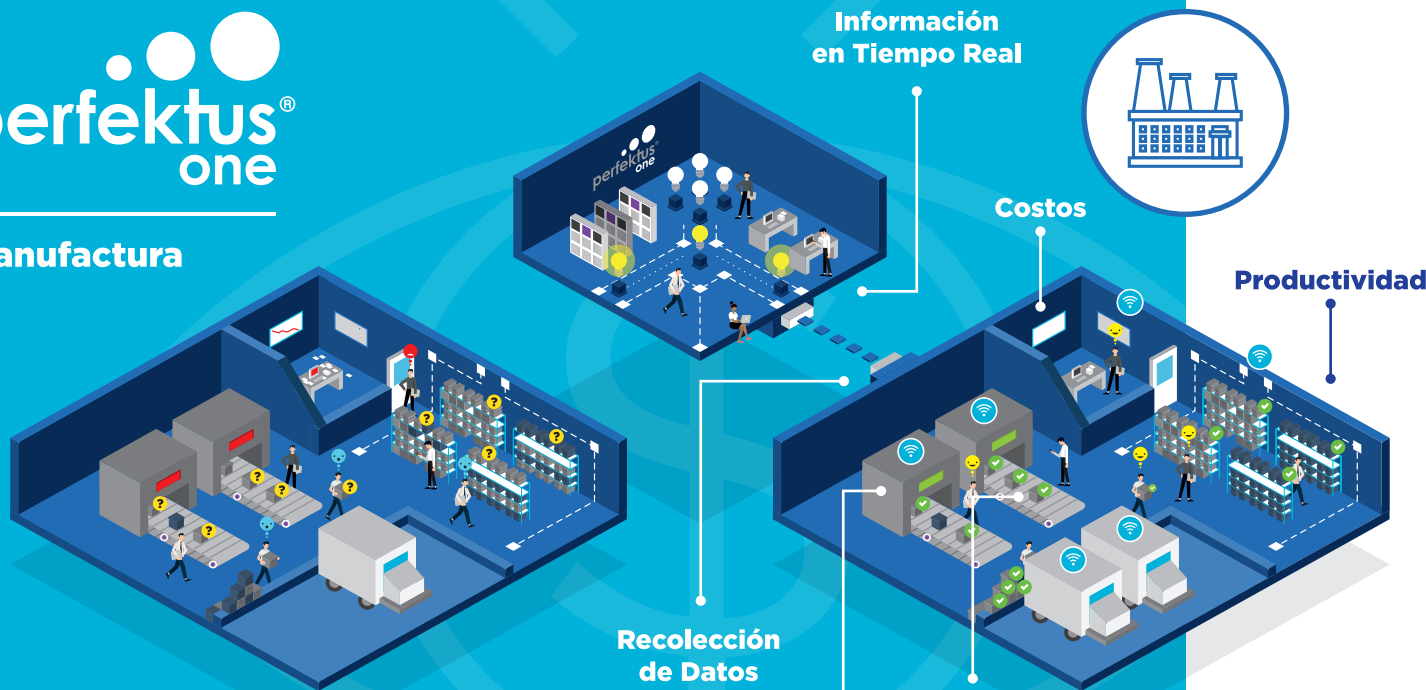 perfektus®
one
anufactura
Información
en Tiempo Real
perfektus®
one
Costos
Productividad
Recolección
de Datos